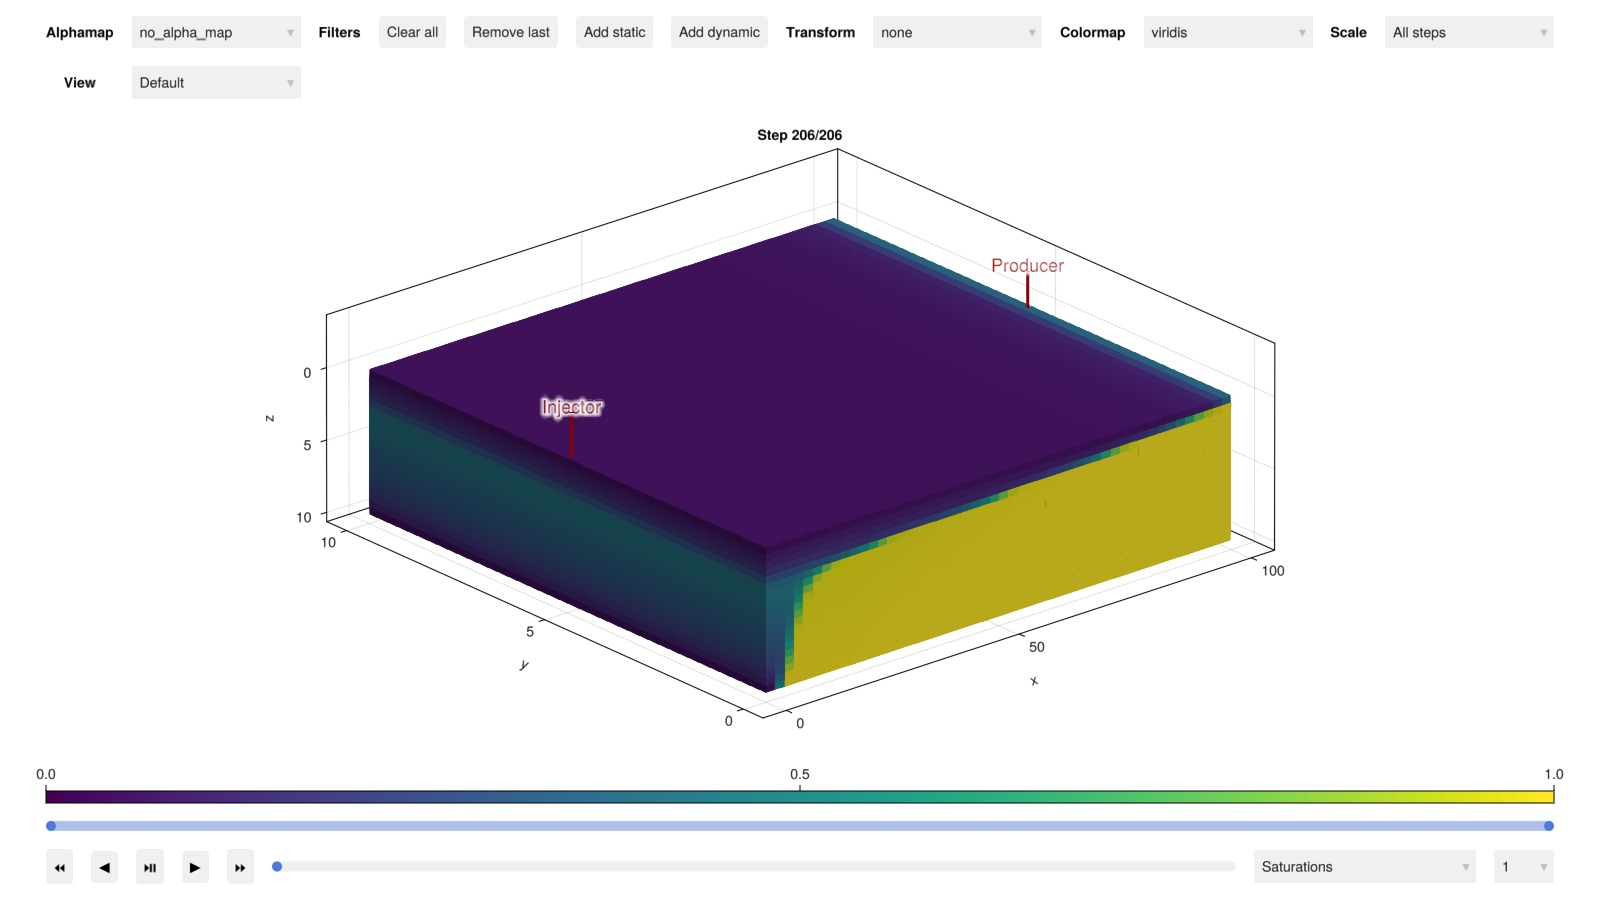 Alphamap no_alpha_map Filters Clear all Remove last Add static Add dynamic Transform none Colormap viridis Scale All steps
View Default
Step 206/206
Producer
Injector
0
5
10
z
10
5
0
y
0
50
100
x
0.0 0.5 1.0
Saturations 1